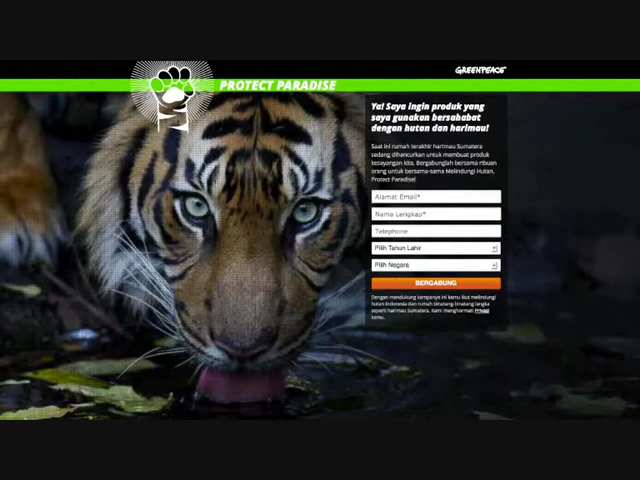 GREENPEACE
PROTECT PARADISE
Ya! Saya ingin produk yang
saya gunakan bersahabat
dengan hutan dan harimau!
Saat ini rumah terakhir harimau Sumatera
sedang dihancurkan untuk membuat produk
kesayangan kita. Bergabunglah bersama ribuan
orang untuk bersama-sama Melindungi Hutan,
Protect Paradise!
Alamat Email*
Nama Lengkap*
Telephone
Pilih Tahun Lahir
Pilih Negara
BERGABUNG
Dengan mendukung kampanye ini kamu ikut melindungi
hutan Indonesia dan rumah binatang-binatang langka
seperti harimau Sumatera. Kami menghormati Privasi
kamu.